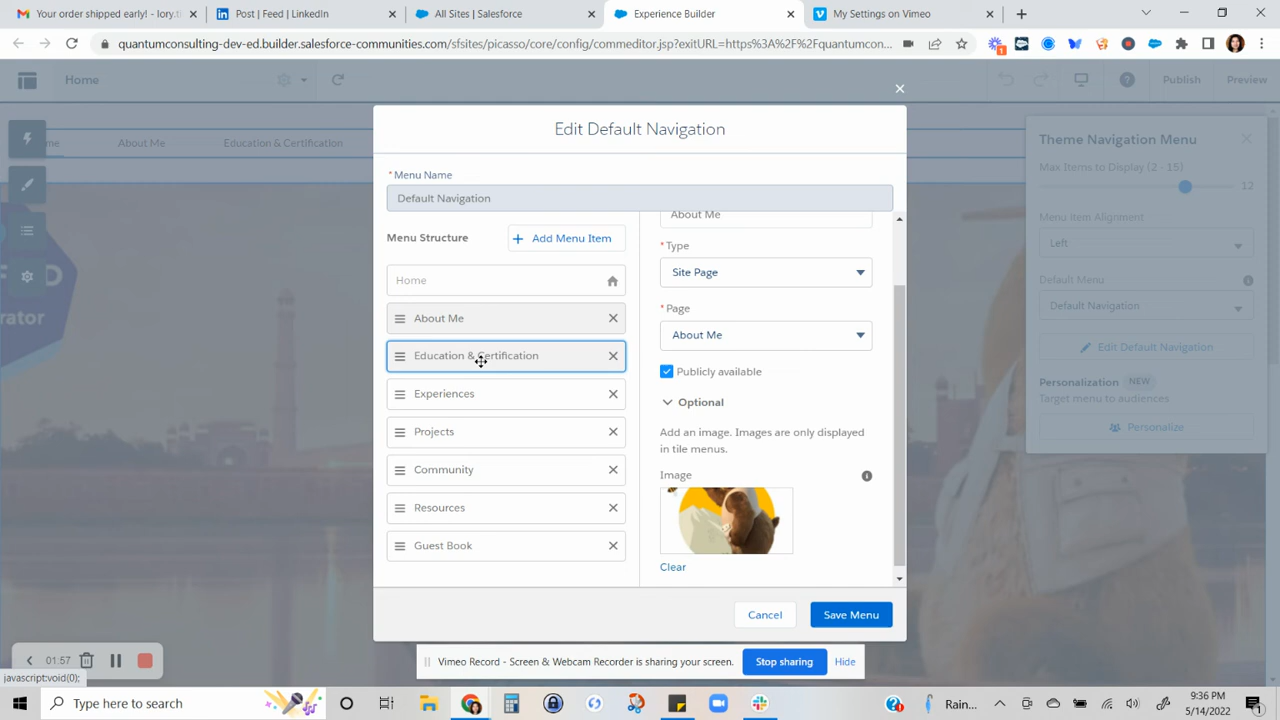 Your order shipped early! - lory.t
Post | Feed | LinkedIn
All Sites | Salesforce
Experience Builder
My Settings on Vimeo
quantumconsulting-dev-ed.builder.salesforce-communities.com/_ui/sites/picasso/core/config/commeditor.jsp?exitURL=https%3A%2F%2Fquantumcon...
1
Home
Publish
Preview
me
About Me
Education & Certification
Edit Default Navigation
* Menu Name
Default Navigation
Menu Structure
+ Add Menu Item
Home
About Me
Education & Certification
Experiences
Projects
Community
Resources
Guest Book
About Me
* Type
Site Page
* Page
About Me
Publicly available
Optional
Add an image. Images are only displayed
in tile menus.
Image
Clear
Cancel
Save Menu
Theme Navigation Menu
Max Items to Display (2 - 15)
12
Menu Item Alignment
Left
Default Menu
Default Navigation
Edit Default Navigation
Personalization NEW
Target menu to audiences
Personalize
D
rator
01:57
javascript:void(0);
Vimeo Record - Screen & Webcam Recorder is sharing your screen.
Stop sharing
Hide
Type here to search
Rain...
9:36 PM
5/14/2022
1